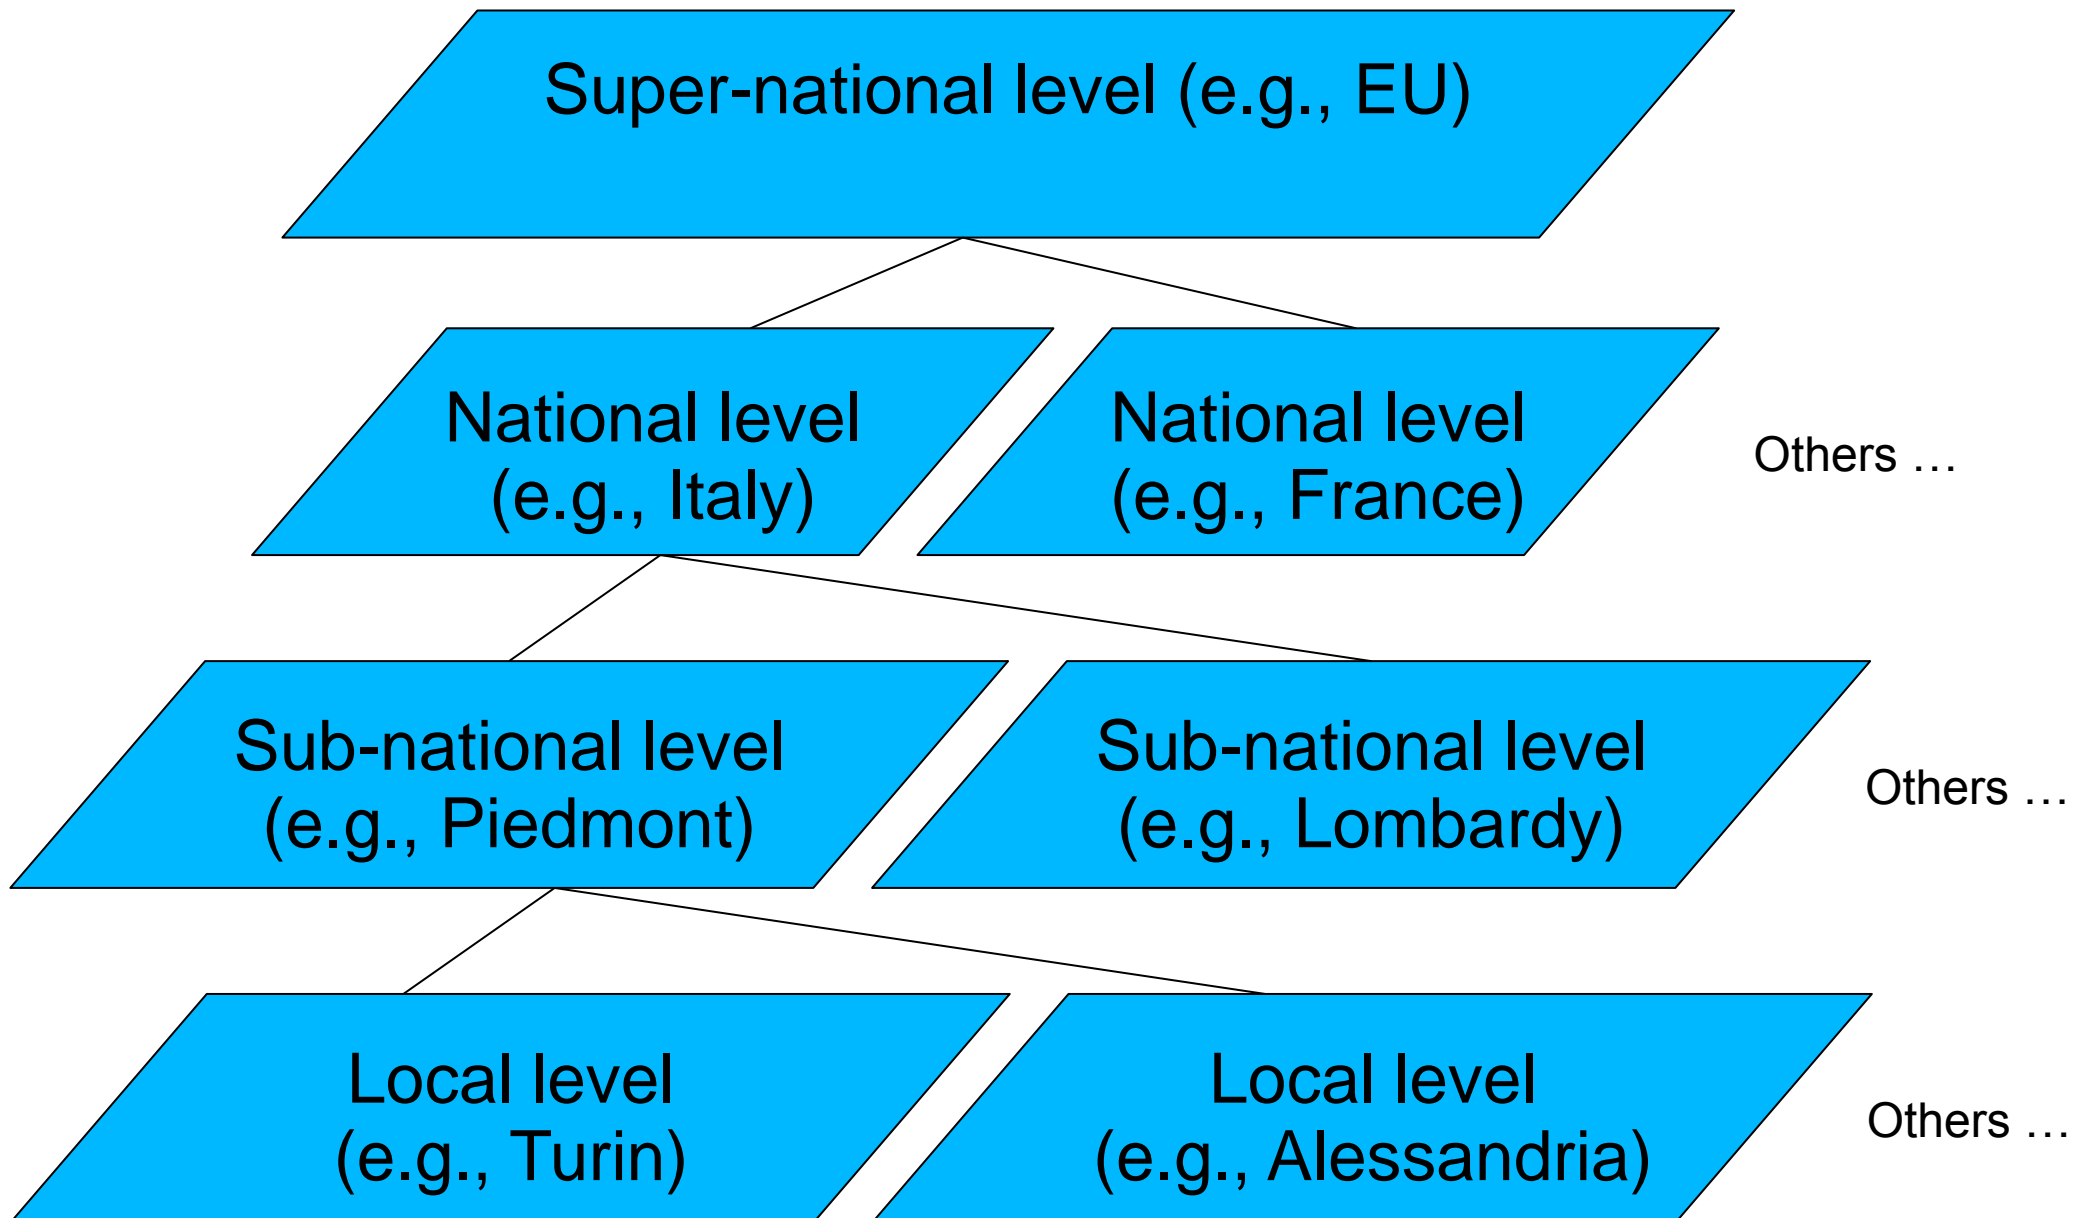 Super-national level (e.g., EU)
National level
(e.g., Italy)
National level
(e.g., France)
Others …
Sub-national level
(e.g., Piedmont)
Sub-national level
(e.g., Lombardy)
Others …
Local level
(e.g., Turin)
Local level
(e.g., Alessandria)
Others …